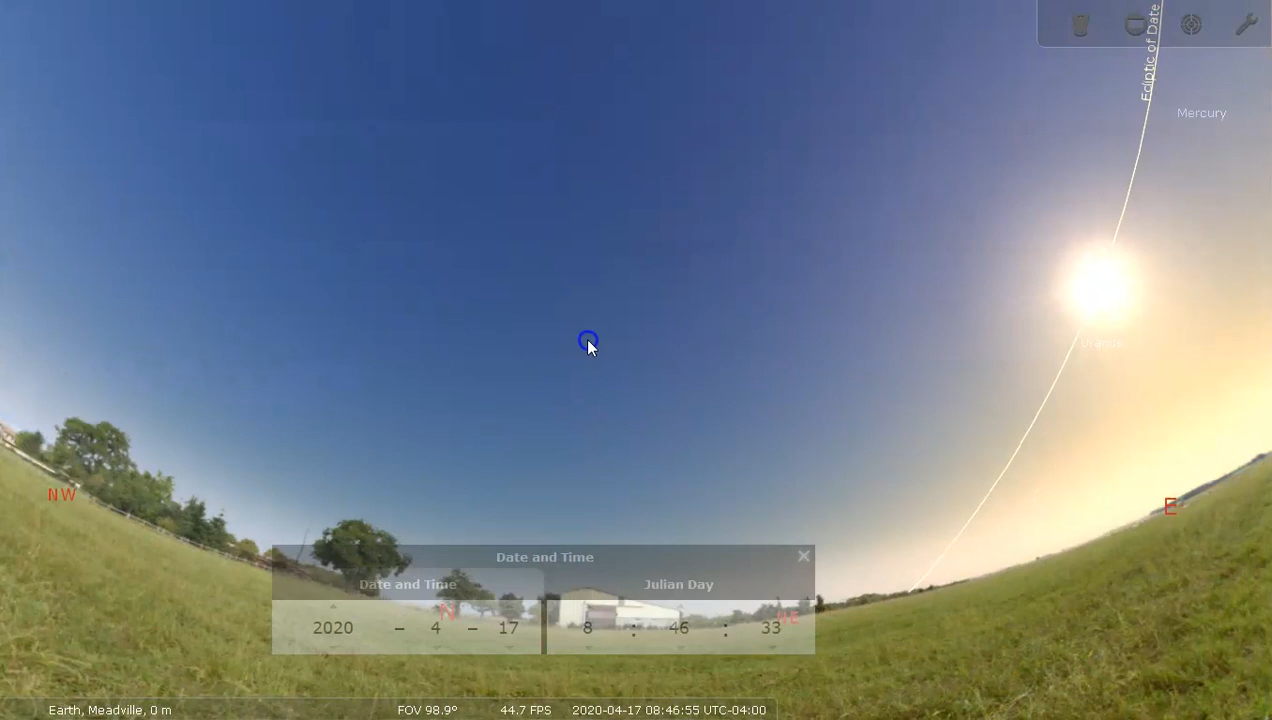 Ecliptic of Date
Mercury
Uranus
NW
E
Date and Time
Date and Time Julian Day
N
NE
2020 – 4 – 17 8 : 46 : 33
Earth, Meadville, 0 m FOV 98.9° 44.7 FPS 2020-04-17 08:46:55 UTC-04:00